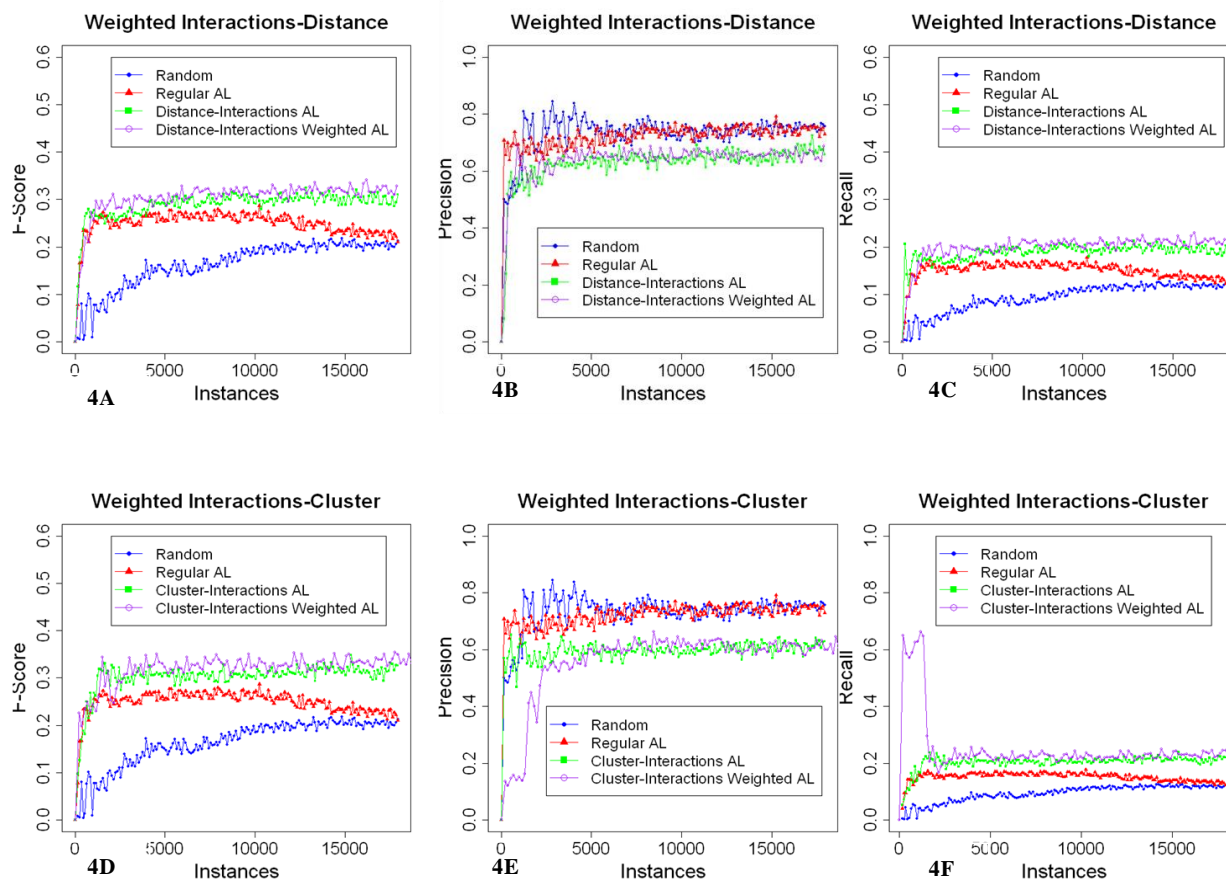 Weighted Interactions-Distance
F-Score
0.0 0.1 0.2 0.3 0.4 0.5 0.6
Random
Regular AL
Distance-Interactions AL
Distance-Interactions Weighted AL
0 5000 10000 15000
Instances
4A
Weighted Interactions-Distance
Precision
0.0 0.2 0.4 0.6 0.8 1.0
Random
Regular AL
Distance-Interactions AL
Distance-Interactions Weighted AL
0 5000 10000 15000
Instances
4B
Weighted Interactions-Distance
Recall
0.0 0.1 0.2 0.3 0.4 0.5 0.6
Random
Regular AL
Distance-Interactions AL
Distance-Interactions Weighted AL
0 5000 10000 15000
Instances
4C
Weighted Interactions-Cluster
F-Score
0.0 0.1 0.2 0.3 0.4 0.5 0.6
Random
Regular AL
Cluster-Interactions AL
Cluster-Interactions Weighted AL
0 5000 10000 15000
Instances
4D
Weighted Interactions-Cluster
Precision
0.0 0.2 0.4 0.6 0.8 1.0
Random
Regular AL
Cluster-Interactions AL
Cluster-Interactions Weighted AL
0 5000 10000 15000
Instances
4E
Weighted Interactions-Cluster
Recall
0.0 0.2 0.4 0.6 0.8 1.0
Random
Regular AL
Cluster-Interactions AL
Cluster-Interactions Weighted AL
0 5000 10000 15000
Instances
4F